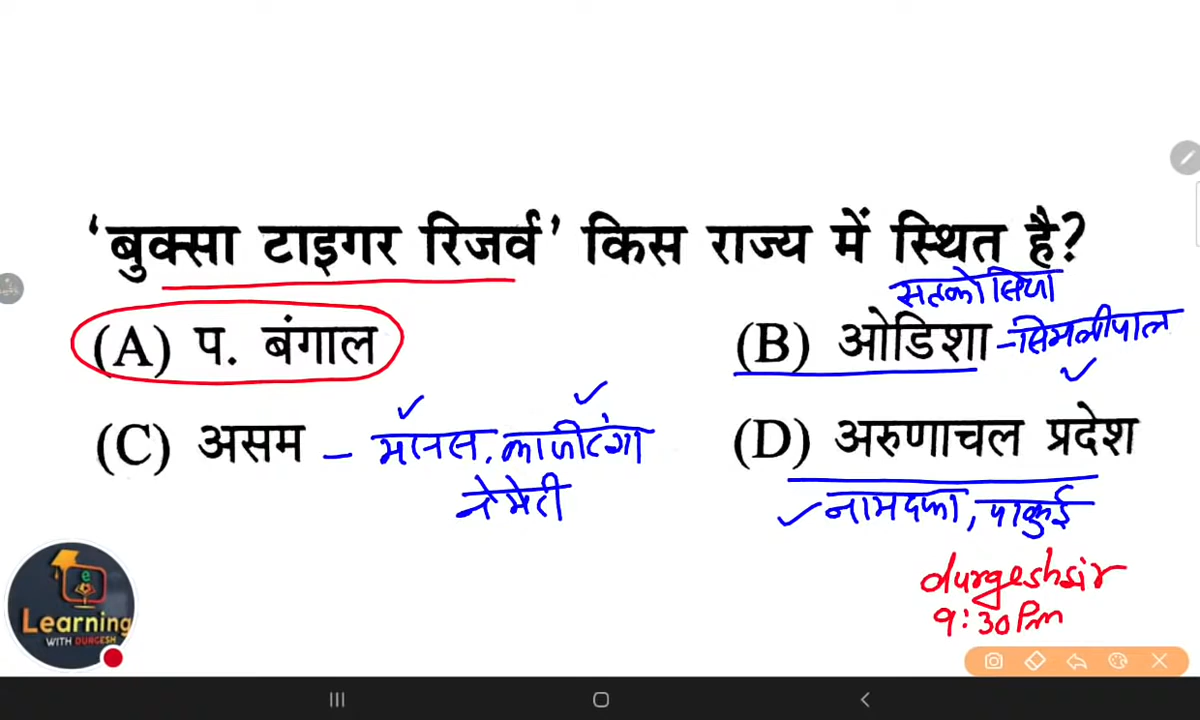 ‘बुक्सा टाइगर रिजर्व’ किस राज्य में स्थित है?
सतकोसिया
(A) प. बंगाल
(B) ओडिशा – सिमलीपाल
(C) असम – मानस, काजीरंगा
नेमेरी
(D) अरुणाचल प्रदेश
नामदफा, पाकुई
durgeshsir
9:30 Pm
e
Learning
WITH DURGESH